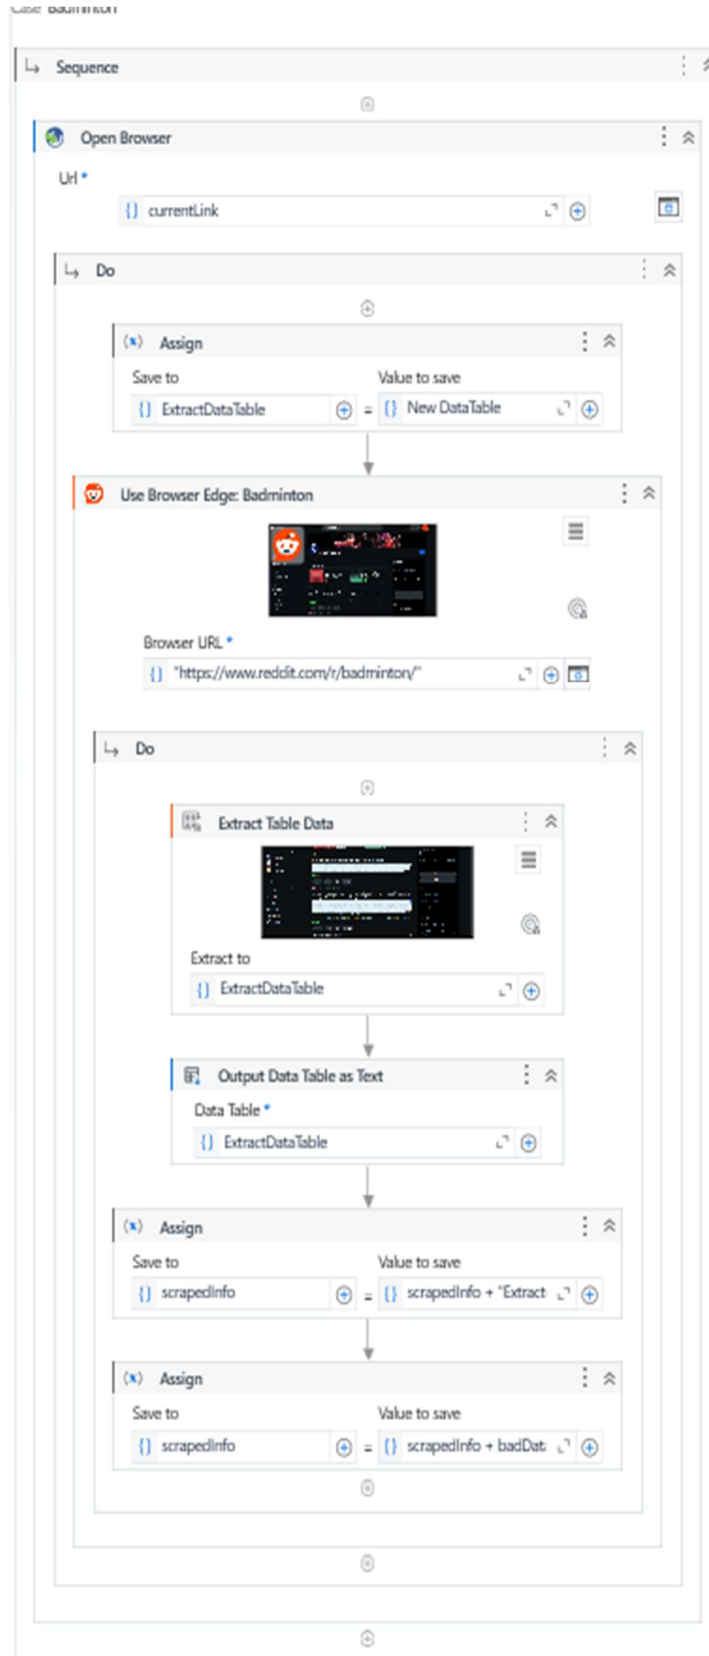 Case Badminton
Sequence
Open Browser
Url *
currentLink
Do
Assign
Save to Value to save
ExtractDataTable = New DataTable
Use Browser Edge: Badminton
Browser URL *
"https://www.reddit.com/r/badminton/"
Do
Extract Table Data
Extract to
ExtractDataTable
Output Data Table as Text
Data Table *
ExtractDataTable
Assign
Save to Value to save
scrapedInfo = scrapedInfo + "Extract
Assign
Save to Value to save
scrapedInfo = scrapedInfo + badDat